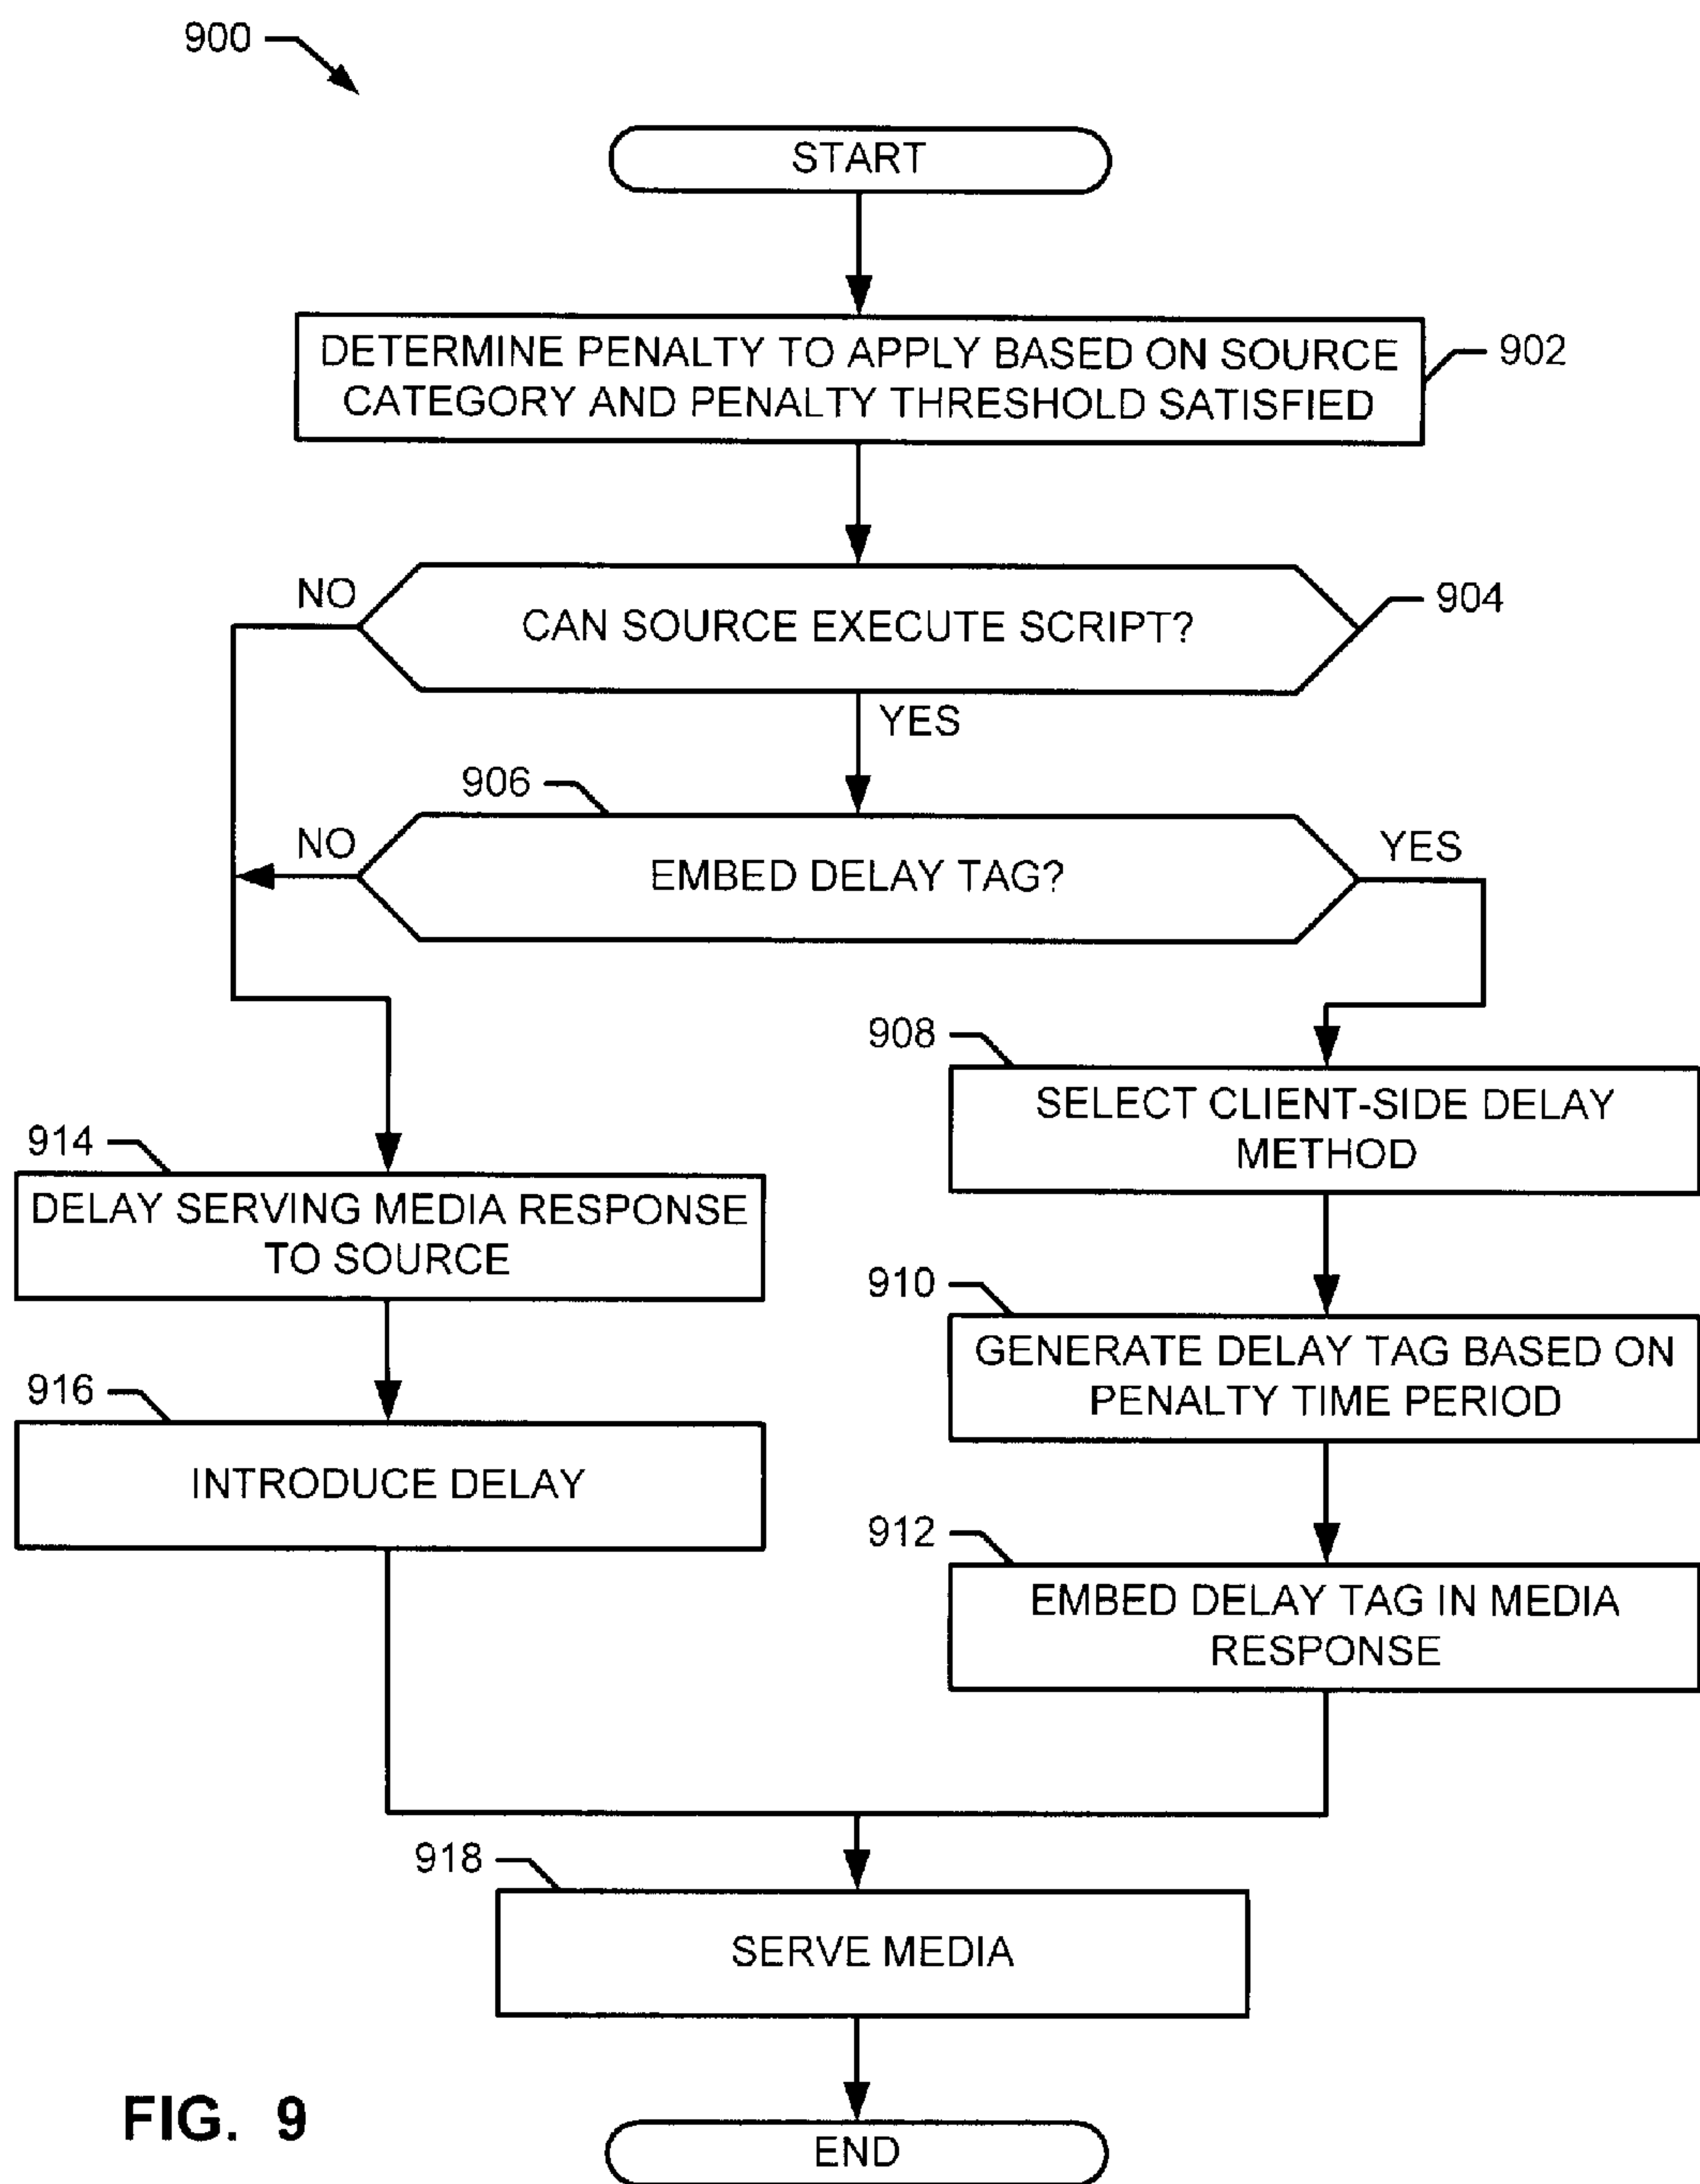 900
START
DETERMINE PENALTY TO APPLY BASED ON SOURCE
CATEGORY AND PENALTY THRESHOLD SATISFIED
902
NO
CAN SOURCE EXECUTE SCRIPT?
904
YES
906
NO
EMBED DELAY TAG?
YES
908
SELECT CLIENT-SIDE DELAY
METHOD
914
DELAY SERVING MEDIA RESPONSE
TO SOURCE
910
GENERATE DELAY TAG BASED ON
PENALTY TIME PERIOD
916
INTRODUCE DELAY
912
EMBED DELAY TAG IN MEDIA
RESPONSE
918
SERVE MEDIA
FIG. 9
END